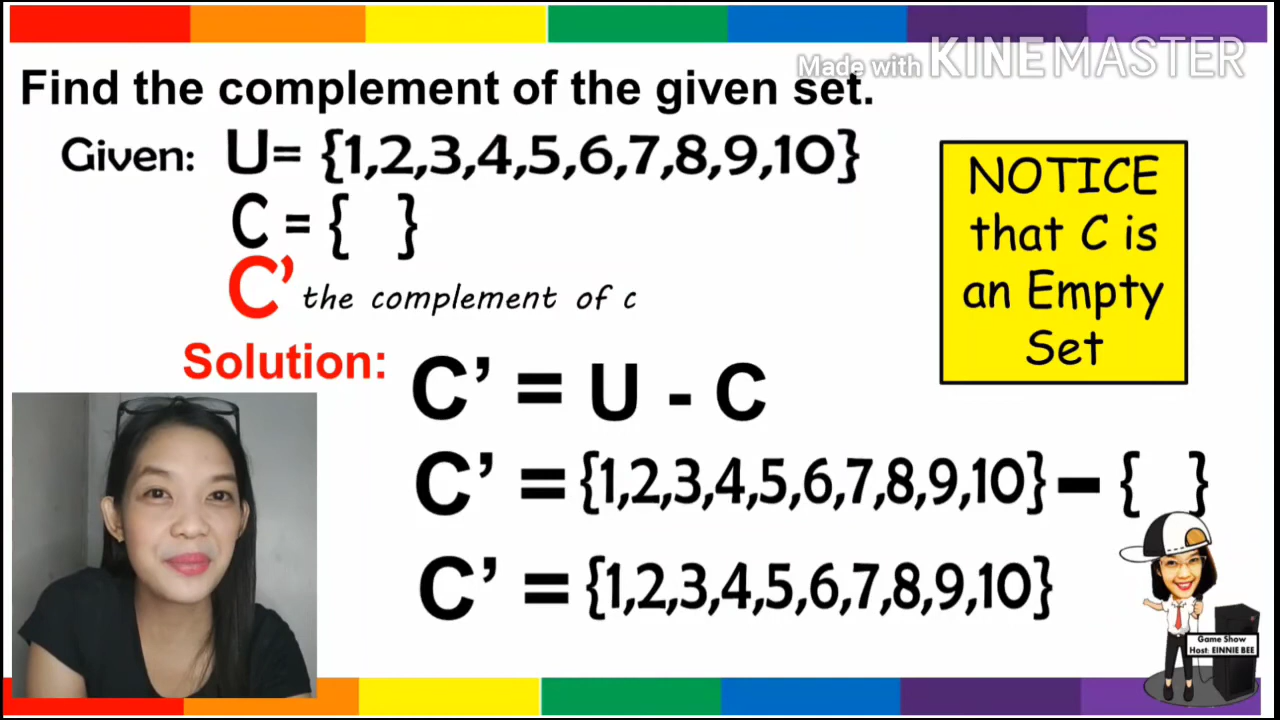 Made with KINEMASTER
Find the complement of the given set.
Given: U= {1,2,3,4,5,6,7,8,9,10}
C = {  }
C’ the complement of c
NOTICE
that C is
an Empty
Set
Solution:
C’ = U - C
C’ = {1,2,3,4,5,6,7,8,9,10} - {  }
C’ = {1,2,3,4,5,6,7,8,9,10}
Game Show
Host: EINNIE BEE